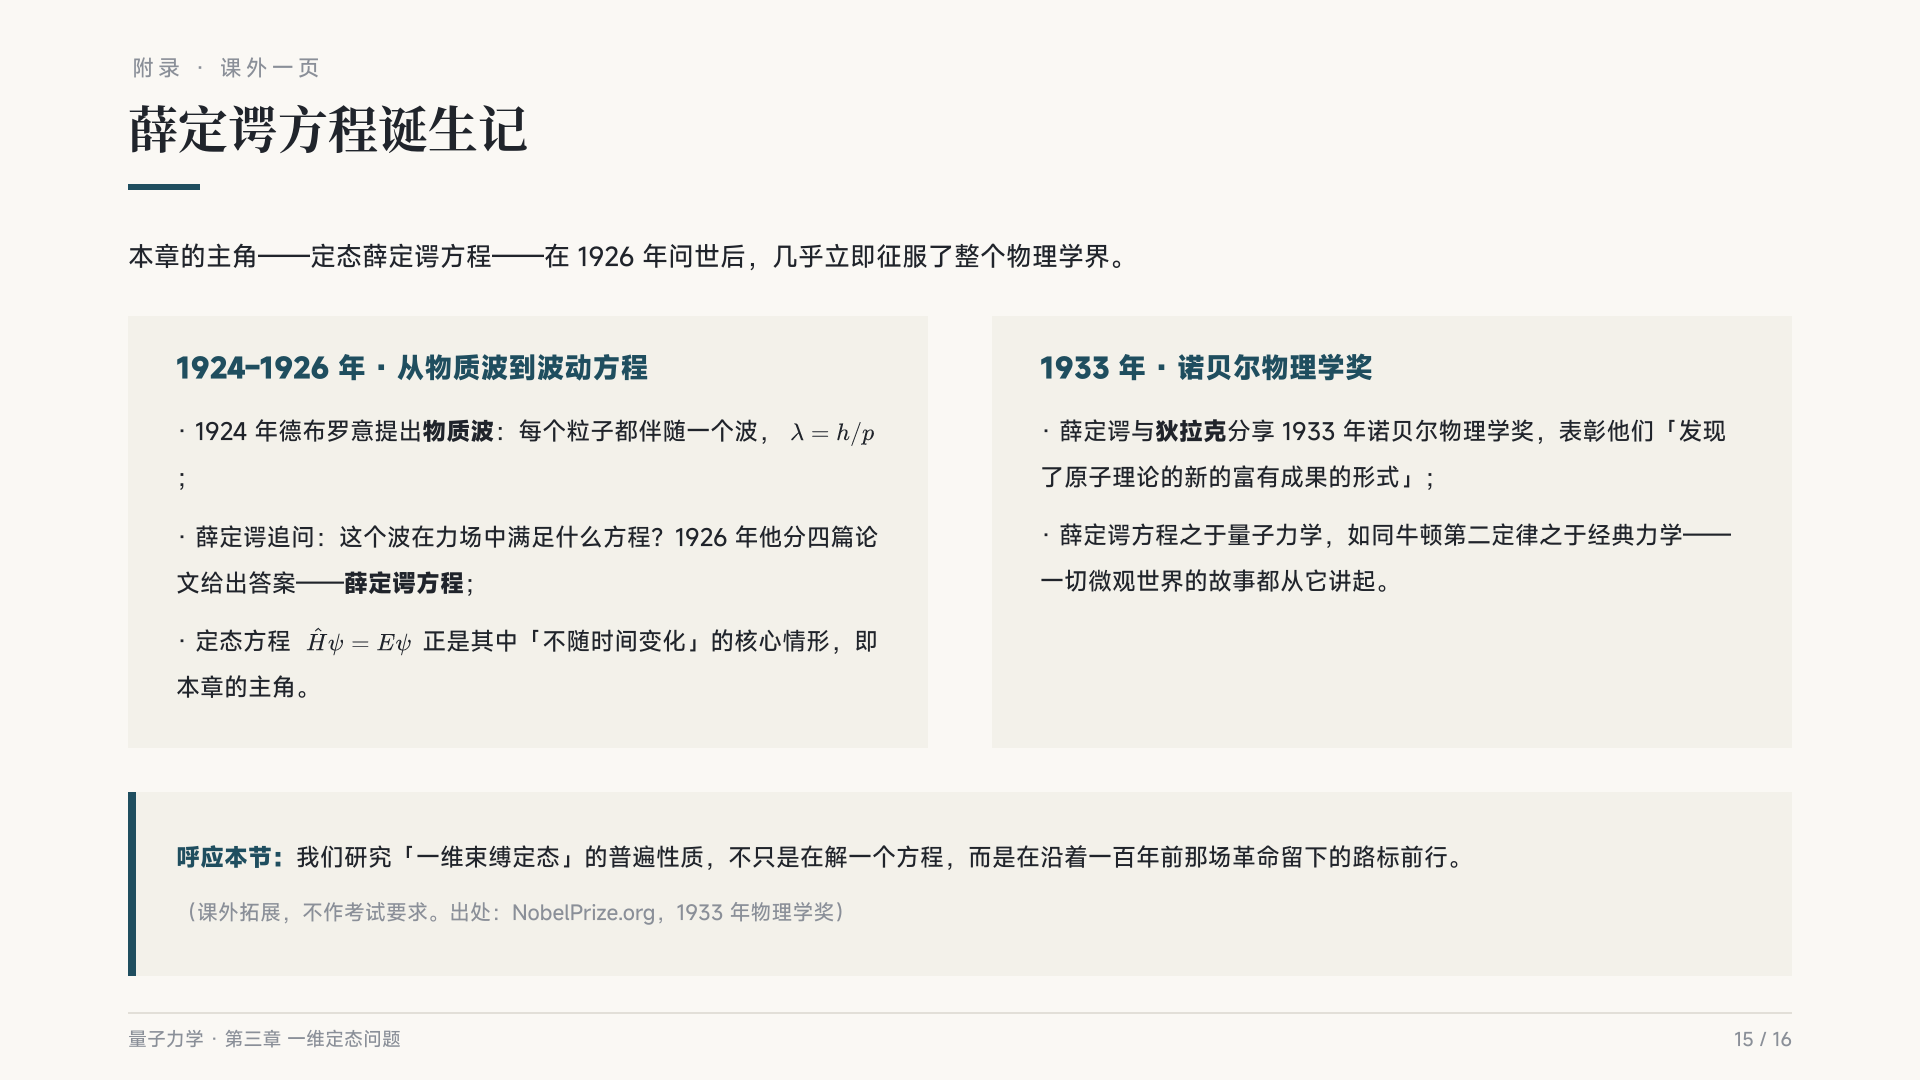 附录 · 课外一页
薛定谔方程诞生记
本章的主角——定态薛定谔方程——在 1926 年问世后，几乎立即征服了整个物理学界。
1924–1926 年 · 从物质波到波动方程
· 1924 年德布罗意提出物质波：每个粒子都伴随一个波， λ = h/p
；
· 薛定谔追问：这个波在力场中满足什么方程？1926 年他分四篇论
文给出答案——薛定谔方程；
· 定态方程 Ĥψ = Eψ 正是其中「不随时间变化」的核心情形，即
本章的主角。
1933 年 · 诺贝尔物理学奖
· 薛定谔与狄拉克分享 1933 年诺贝尔物理学奖，表彰他们「发现
了原子理论的新的富有成果的形式」；
· 薛定谔方程之于量子力学，如同牛顿第二定律之于经典力学——
一切微观世界的故事都从它讲起。
呼应本节：我们研究「一维束缚定态」的普遍性质，不只是在解一个方程，而是在沿着一百年前那场革命留下的路标前行。
（课外拓展，不作考试要求。出处：NobelPrize.org，1933 年物理学奖）
量子力学 · 第三章 一维定态问题
15 / 16